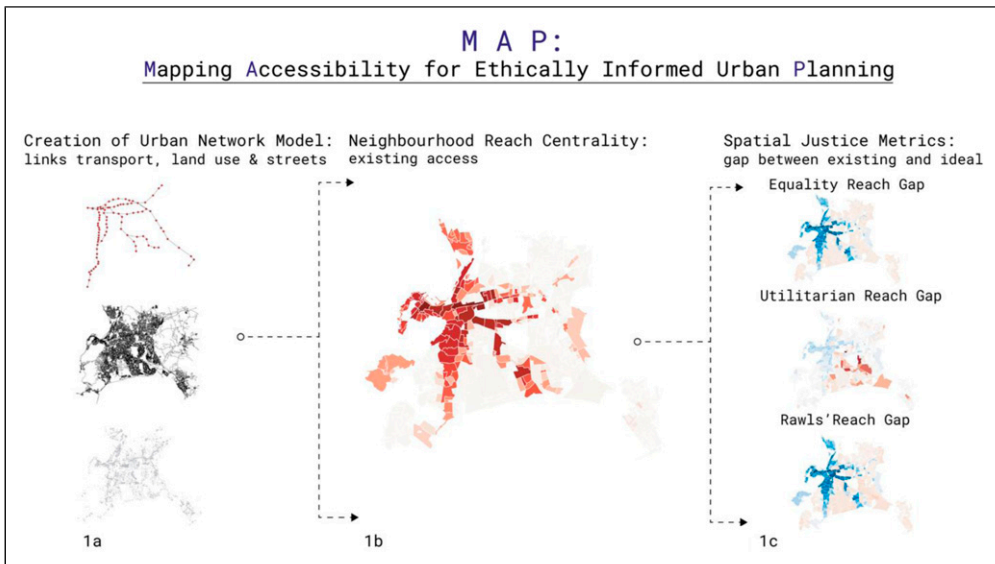 M A P:
Mapping Accessibility for Ethically Informed Urban Planning
Creation of Urban Network Model:
links transport, land use & streets
Neighbourhood Reach Centrality:
existing access
Spatial Justice Metrics:
gap between existing and ideal
Equality Reach Gap
Utilitarian Reach Gap
Rawls'Reach Gap
1a
1b
1c